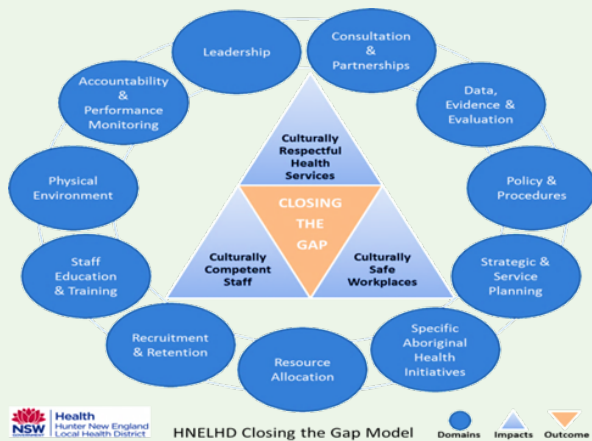 Leadership
Consultation
&
Partnerships
Accountability
&
Performance
Monitoring
Data,
Evidence &
Evaluation
Culturally
Respectful
Health
Services
Physical
Environment
CLOSING
THE
GAP
Policy &
Procedures
Culturally
Competent
Staff
Culturally
Safe
Workplaces
Staff
Education
& Training
Strategic &
Service
Planning
Recruitment
& Retention
Resource
Allocation
Specific
Aboriginal
Health
Initiatives
NSW
GOVERNMENT
Health
Hunter New England
Local Health District
HNELHD Closing the Gap Model
Domains
Impacts
Outcome